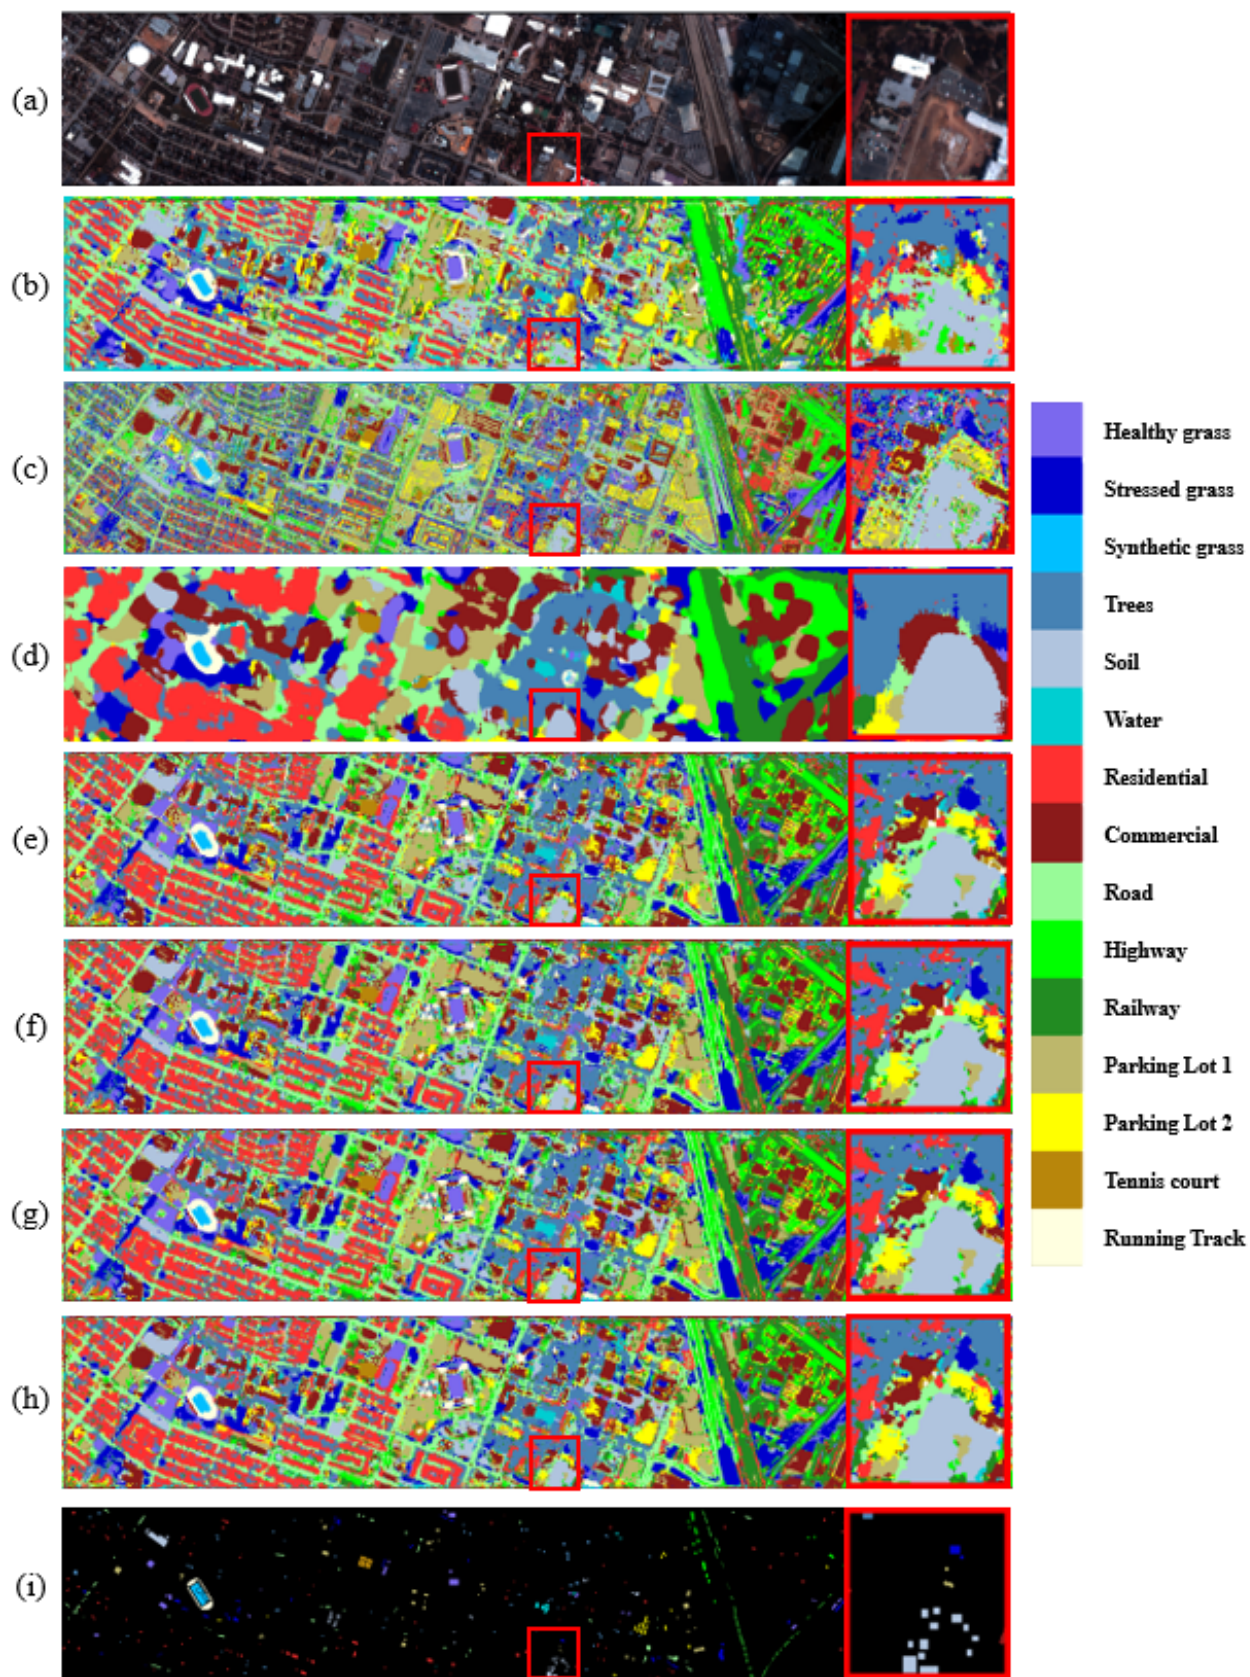 (a)
(b)
(c)
(d)
(e)
(f)
(g)
(h)
(i)
Healthy grass
Stressed grass
Synthetic grass
Trees
Soil
Water
Residential
Commercial
Road
Highway
Railway
Parking Lot 1
Parking Lot 2
Tennis court
Running Track